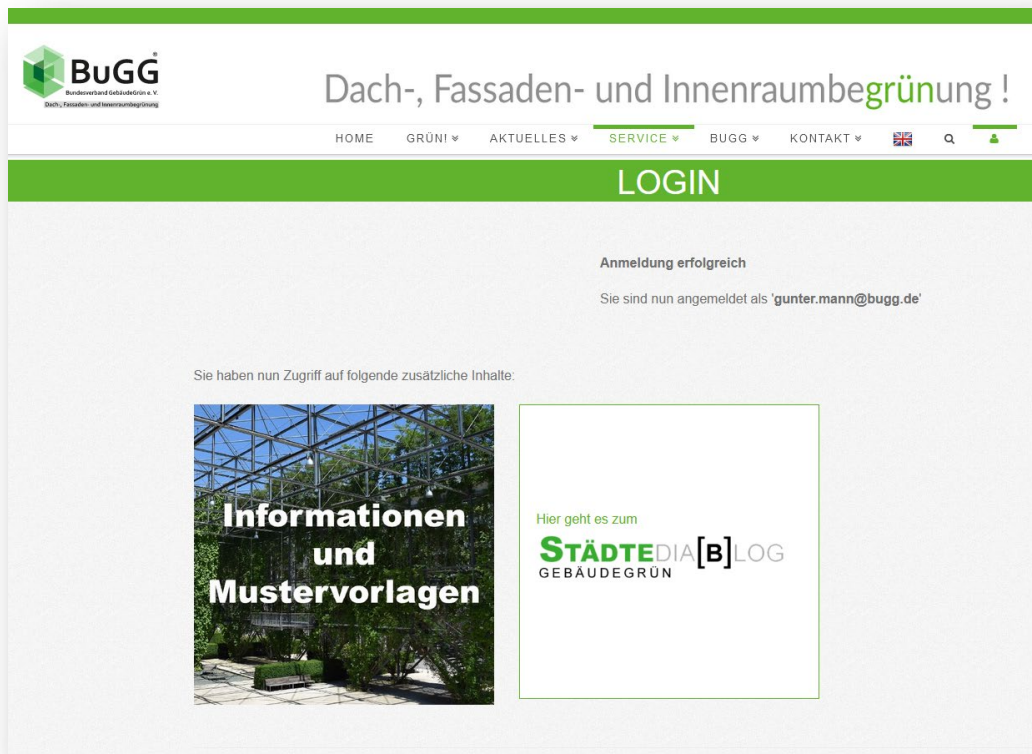 BuGG®
Bundesverband GebäudeGrün e. V.
Dach-, Fassaden- und Innenraumbegrünung
Dach-, Fassaden- und Innenraumbegrünung !
HOME GRÜN! AKTUELLES SERVICE BUGG KONTAKT
LOGIN
Anmeldung erfolgreich
Sie sind nun angemeldet als 'gunter.mann@bugg.de'
Sie haben nun Zugriff auf folgende zusätzliche Inhalte:
Informationen
und
Mustervorlagen
Hier geht es zum
STÄDTEDIA[B]LOG
GEBÄUDEGRÜN